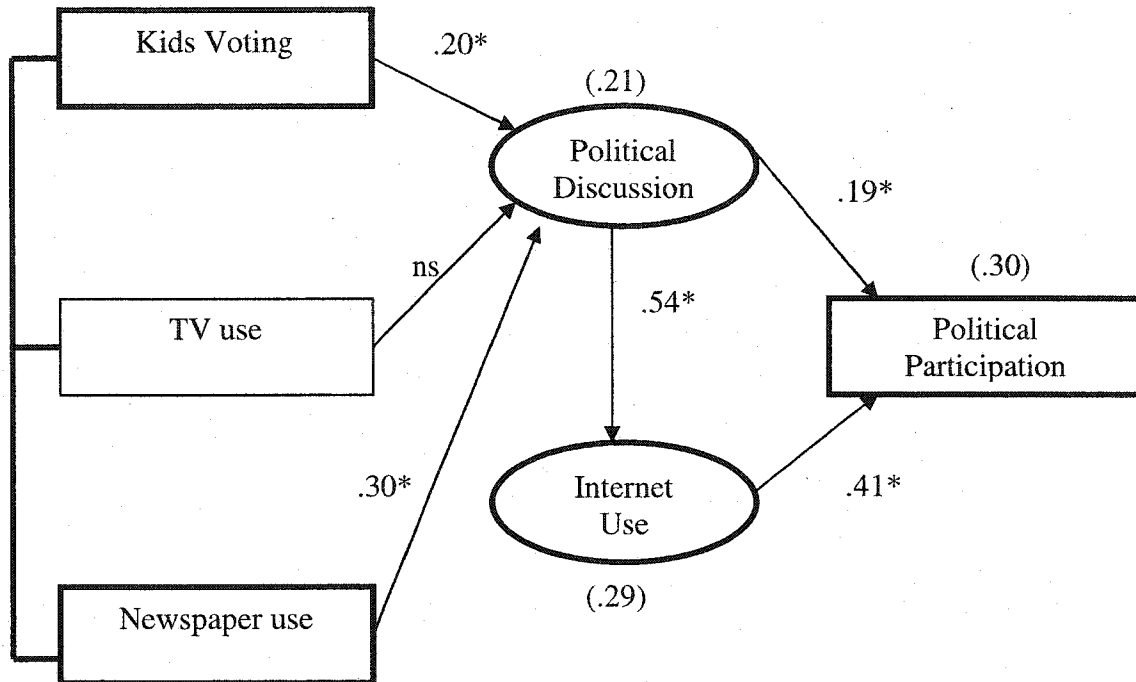 Kids Voting
.20*
(.21)
Political
Discussion
.19*
ns
(.30)
TV use
.54*
Political
Participation
.30*
Internet
Use
.41*
(.29)
Newspaper use